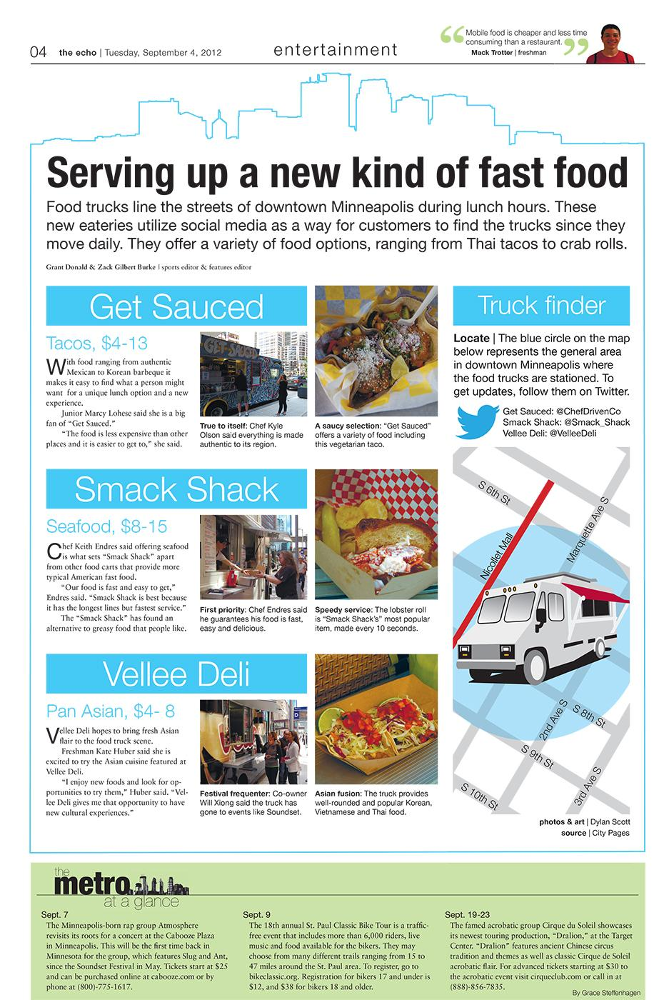 04 the echo | Tuesday, September 4, 2012
entertainment
“ Mobile food is cheaper and less time
consuming than a restaurant. ”
Mack Trotter | freshman
Serving up a new kind of fast food
Food trucks line the streets of downtown Minneapolis during lunch hours. These
new eateries utilize social media as a way for customers to find the trucks since they
move daily. They offer a variety of food options, ranging from Thai tacos to crab rolls.
Grant Donald & Zack Gilbert Burke | sports editor & features editor
Get Sauced
Tacos, $4-13
With food ranging from authentic
Mexican to Korean barbeque it
makes it easy to find what a person might
want for a unique lunch option and a new
experience.
Junior Marcy Lohese said she is a big
fan of “Get Sauced.”
“The food is less expensive than other
places and it is easier to get to,” she said.
GET SAUCED
True to itself: Chef Kyle
Olson said everything is made
authentic to its region.
A saucy selection: “Get Sauced”
offers a variety of food including
this vegetarian taco.
Smack Shack
Seafood, $8-15
Chef Keith Endres said offering seafood
is what sets “Smack Shack” apart
from other food carts that provide more
typical American fast food.
“Our food is fast and easy to get,”
Endres said. “Smack Shack is best because
it has the longest lines but fastest service.”
The “Smack Shack” has found an
alternative to greasy food that people like.
First priority: Chef Endres said
he guarantees his food is fast,
easy and delicious.
Speedy service: The lobster roll
is “Smack Shack’s” most popular
item, made every 10 seconds.
Vellee Deli
Pan Asian, $4- 8
Vellee Deli hopes to bring fresh Asian
flair to the food truck scene.
Freshman Kate Huber said she is
excited to try the Asian cuisine featured at
Vellee Deli.
“I enjoy new foods and look for op-
portunities to try them,” Huber said. “Vel-
lee Deli gives me that opportunity to have
new cultural experiences.”
Festival frequenter: Co-owner
Will Xiong said the truck has
gone to events like Soundset.
Asian fusion: The truck provides
well-rounded and popular Korean,
Vietnamese and Thai food.
Truck finder
Locate | The blue circle on the map
below represents the general area
in downtown Minneapolis where
the food trucks are stationed. To
get updates, follow them on Twitter.
Get Sauced: @ChefDrivenCo
Smack Shack: @Smack_Shack
Vellee Deli: @VelleeDeli
S 6th St
Nicollet Mall
Marquette Ave S
2nd Ave S
S 8th St
S 9th St
3rd Ave S
S 10th St
photos & art | Dylan Scott
source | City Pages
the
metro
at a glance
Sept. 7
The Minneapolis-born rap group Atmosphere
revisits its roots for a concert at the Cabooze Plaza
in Minneapolis. This will be the first time back in
Minnesota for the group, which features Slug and Ant,
since the Soundset Festival in May. Tickets start at $25
and can be purchased online at cabooze.com or by
phone at (800)-775-1617.
Sept. 9
The 18th annual St. Paul Classic Bike Tour is a traffic-
free event that includes more than 6,000 riders, live
music and food available for the bikers. They may
choose from many different trails ranging from 15 to
47 miles around the St. Paul area. To register, go to
bikeclassic.org. Registration for bikers 17 and under is
$12, and $38 for bikers 18 and older.
Sept. 19-23
The famed acrobatic group Cirque du Soleil showcases
its newest touring production, “Dralion,” at the Target
Center. “Dralion” features ancient Chinese circus
tradition and themes as well as classic Cirque de Soleil
acrobatic flair. For advanced tickets starting at $30 to
the acrobatic event visit cirqueclub.com or call in at
(888)-856-7835.
By Grace Steffenhagen